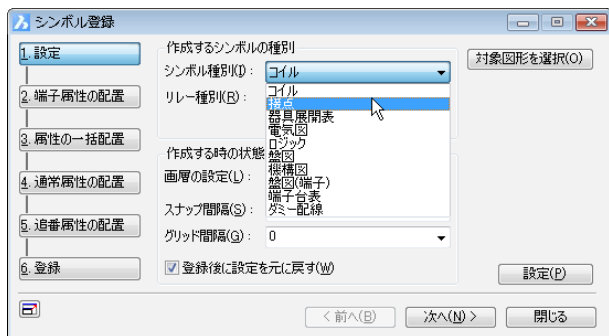 シンボル登録
1. 設定
2. 端子属性の配置
3. 属性の一括配置
4. 通常属性の配置
5. 追番属性の配置
6. 登録
作成するシンボルの種別
シンボル種別(I): コイル
リレー種別(R):
コイル
接点
器具展開表
電気図
ロジック
盤図
機構図
盤図(端子)
端子台表
ダミー配線
作成する時の状態
画層の設定(L):
スナップ間隔(S):
グリッド間隔(G): 0
登録後に設定を元に戻す(W)
対象図形を選択(O)
設定(P)
< 前へ(B)
次へ(N) >
閉じる